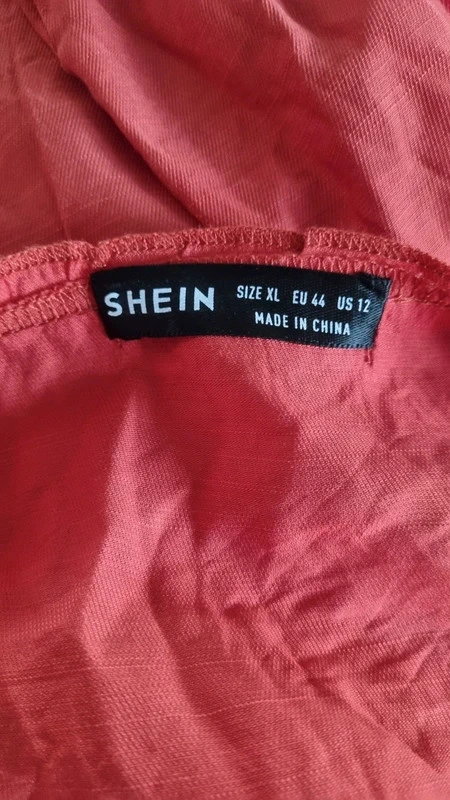 SHEIN SIZE XL EU 44 US 12
MADE IN CHINA